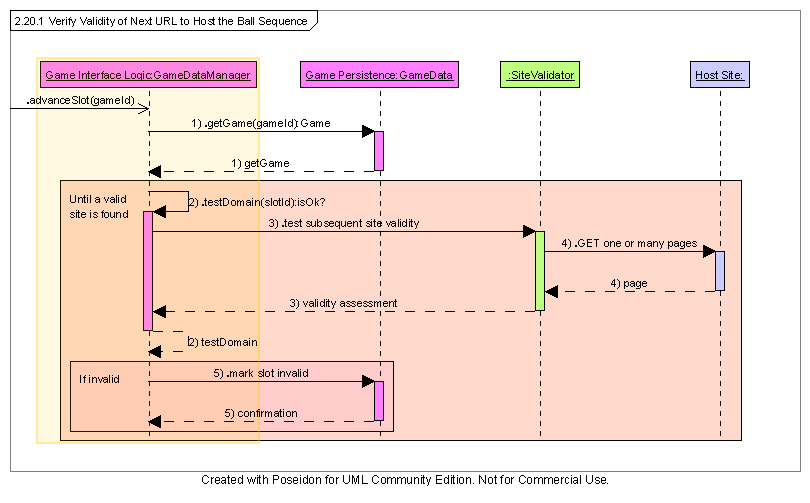 2.20.1 Verify Validity of Next URL to Host the Ball Sequence
Game Interface Logic:GameDataManager
Game Persistence:GameData
:SiteValidator
Host Site:
.advanceSlot(gameId)
1) .getGame(gameId):Game
1) getGame
Until a valid
site is found
2) .testDomain(slotId):isOk?
3) .test subsequent site validity
4) .GET one or many pages
4) page
3) validity assessment
2) testDomain
If invalid
5) .mark slot invalid
5) confirmation
Created with Poseidon for UML Community Edition. Not for Commercial Use.